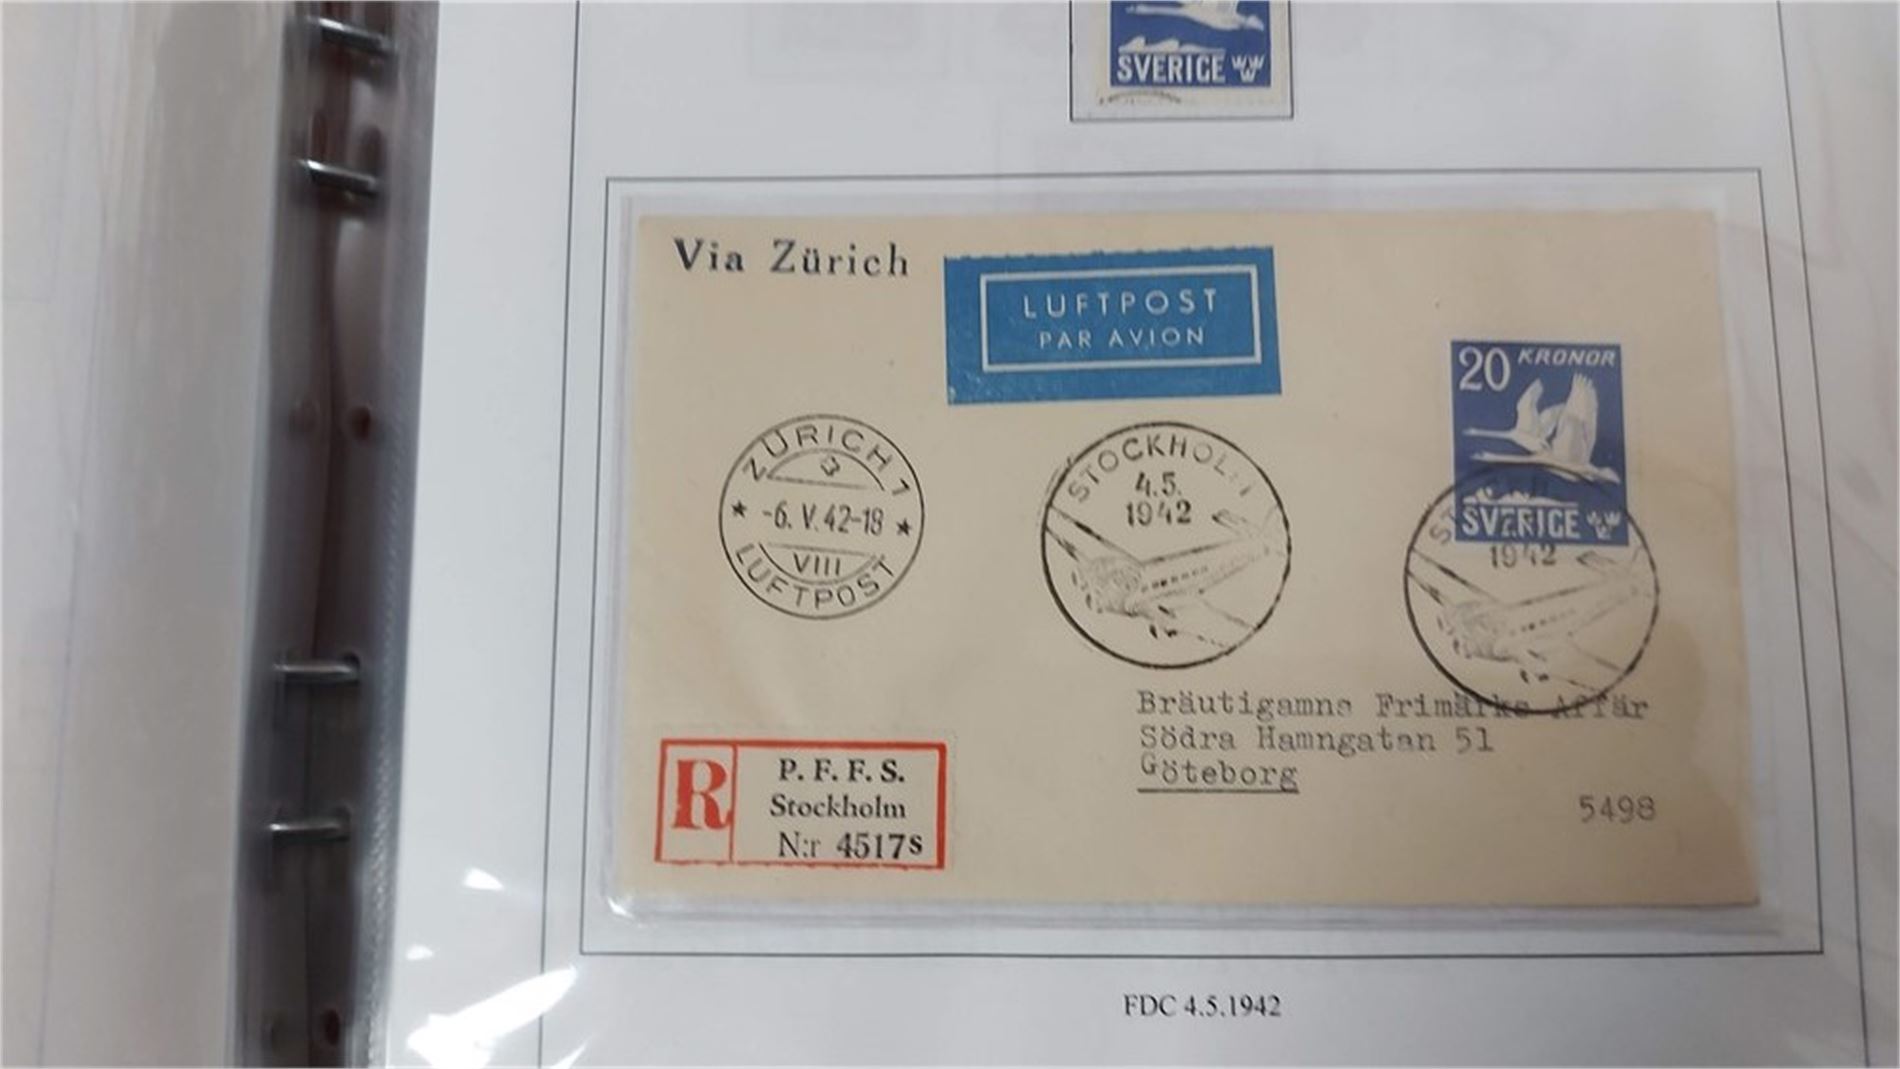 SVERIGE
Via Zürich
LUFTPOST
PAR AVION
20 KRONOR
SVERIGE
ZÜRICH 1
-6. V. 42-18
VIII
LUFTPOST
STOCKHOLM
4.5.
1942
1942
Bräutigamns Frimärks Affär
Södra Hamngatan 51
Göteborg
5498
R
P. F. F. S.
Stockholm
N:r 4517s
FDC 4.5.1942